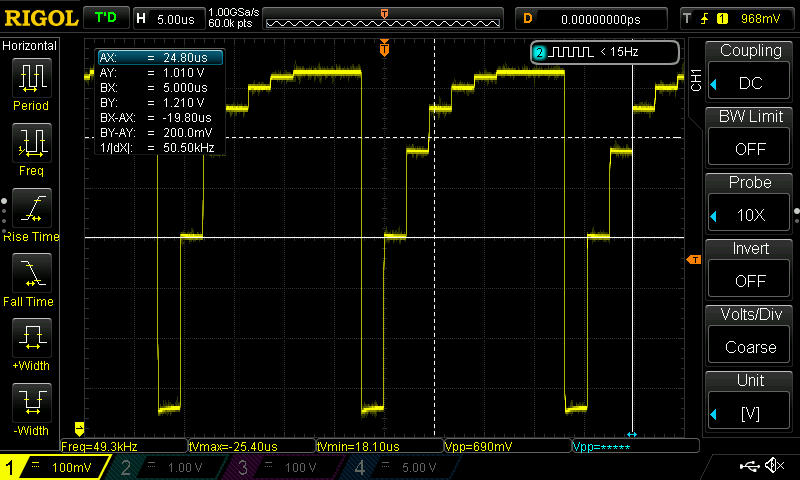 RIGOL T'D H 5.00us 1.00GSa/s 60.0k pts T D 0.00000000ps T 1 968mV
Horizontal
Period
Freq
Rise Time
Fall Time
+Width
-Width
AX: = 24.80us
AY: = 1.010 V
BX: = 5.000us
BY: = 1.210 V
BX-AX: = -19.80us
BY-AY: = 200.0mV
1/|dX|: = 50.50kHz
T
2 < 15Hz
T
CH1
Coupling
DC
BW Limit
OFF
Probe
10X
Invert
OFF
Volts/Div
Coarse
Unit
[V]
Freq=49.3kHz tVmax=-25.40us tVmin=18.10us Vpp=690mV Vpp=*****
1 = 100mV 2 = 1.00 V 3 = 100 V 4 = 5.00 V